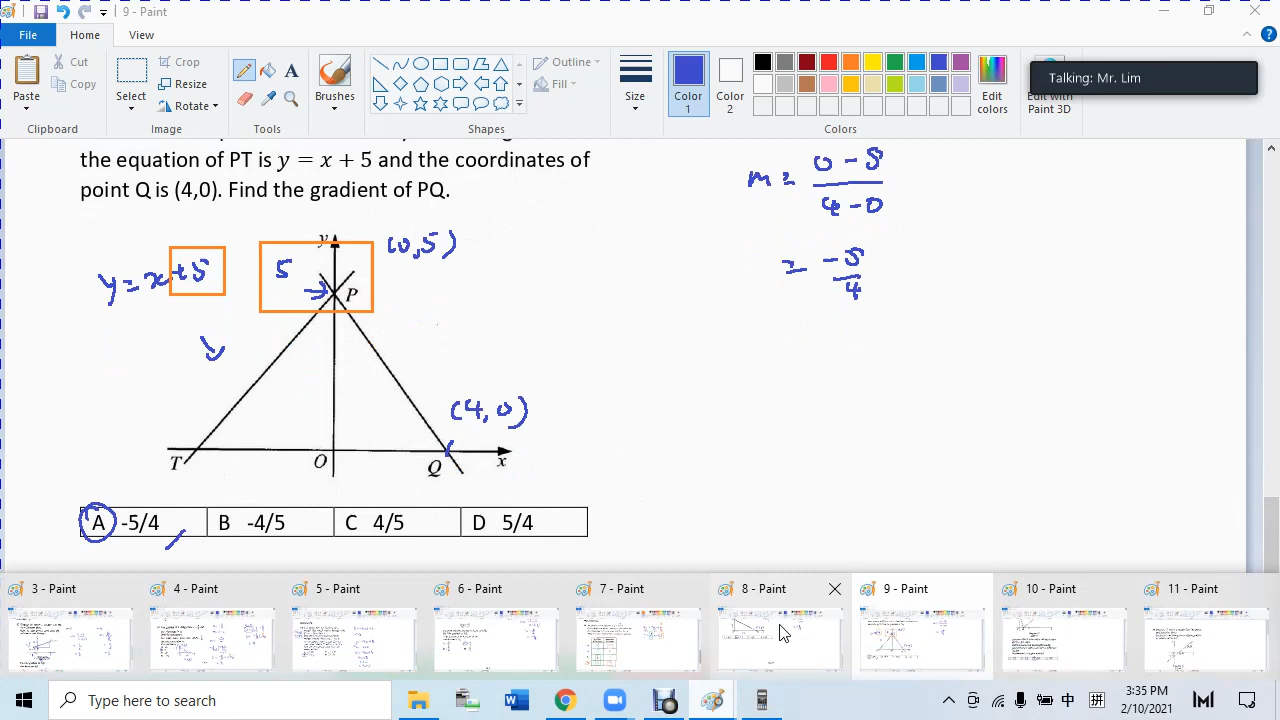 9 - Paint
File Home View
Paste Cut Copy Clipboard
Select Crop Resize Rotate Image
Tools
Brushes
Outline Fill Shapes
Size
Color 1 Color 2 Edit colors Colors
Edit with Paint 3D
Talking: Mr. Lim
the equation of PT is y = x + 5 and the coordinates of
point Q is (4,0). Find the gradient of PQ.
m = 0 - 5
4 - 0
= -5
4
y (0,5)
y = x + 5 5
P
(4,0)
T O Q x
A -5/4 B -4/5 C 4/5 D 5/4
3 - Paint 4 - Paint 5 - Paint 6 - Paint 7 - Paint 8 - Paint 9 - Paint 10 - Paint 11 - Paint
Type here to search
中 拼 3:35 PM
2/10/2021